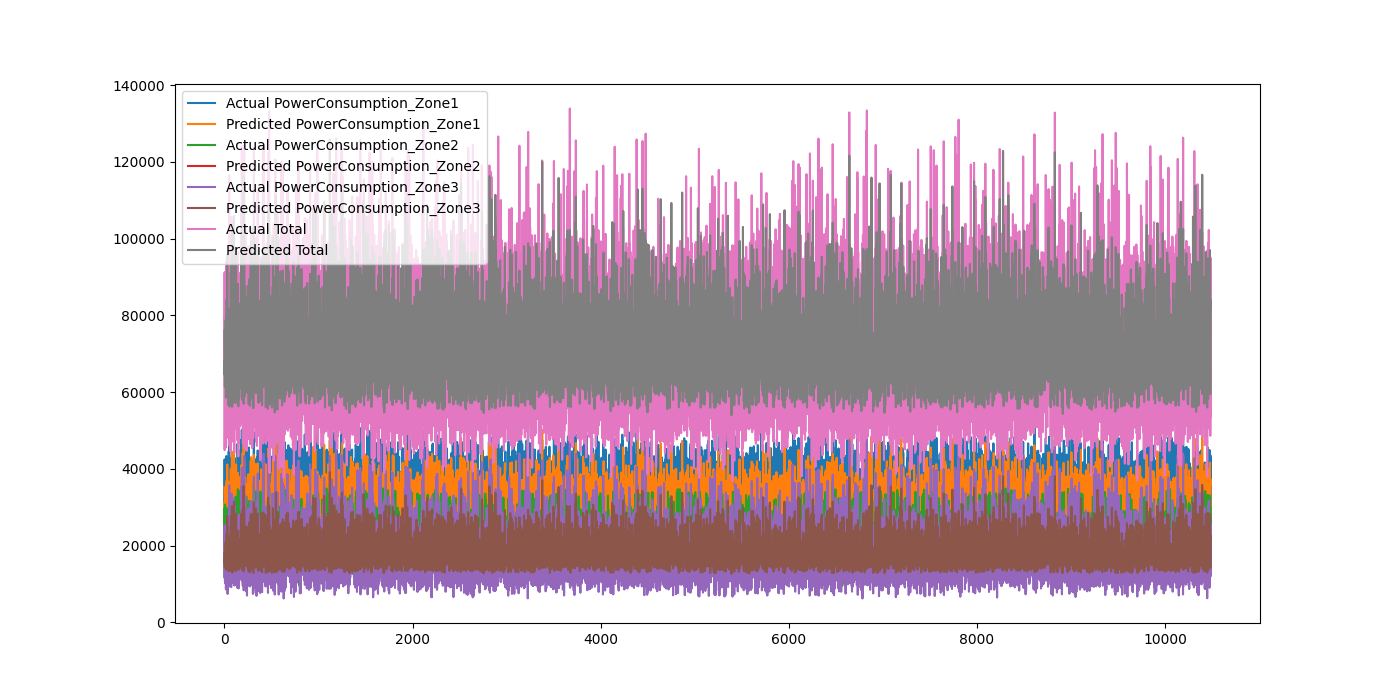 140000
120000
100000
80000
60000
40000
20000
0
Actual PowerConsumption_Zone1
Predicted PowerConsumption_Zone1
Actual PowerConsumption_Zone2
Predicted PowerConsumption_Zone2
Actual PowerConsumption_Zone3
Predicted PowerConsumption_Zone3
Actual Total
Predicted Total
0 2000 4000 6000 8000 10000